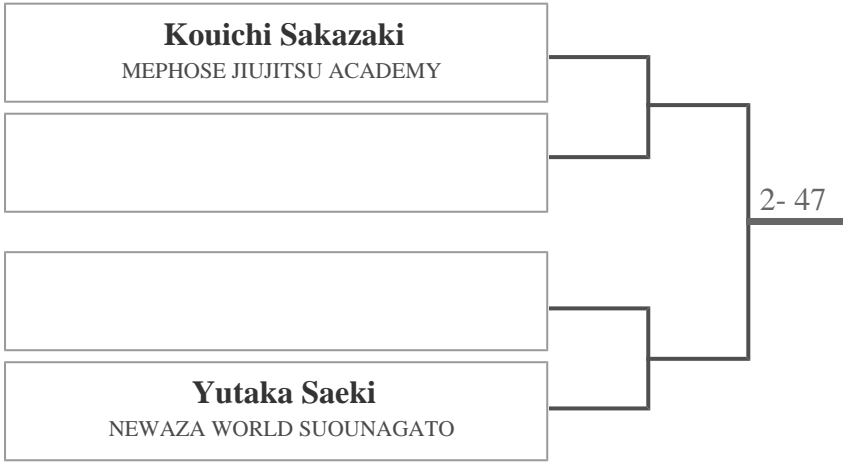 Kouichi Sakazaki
MEPHOSE JIUJITSU ACADEMY
2- 47
Yutaka Saeki
NEWAZA WORLD SUOUNAGATO